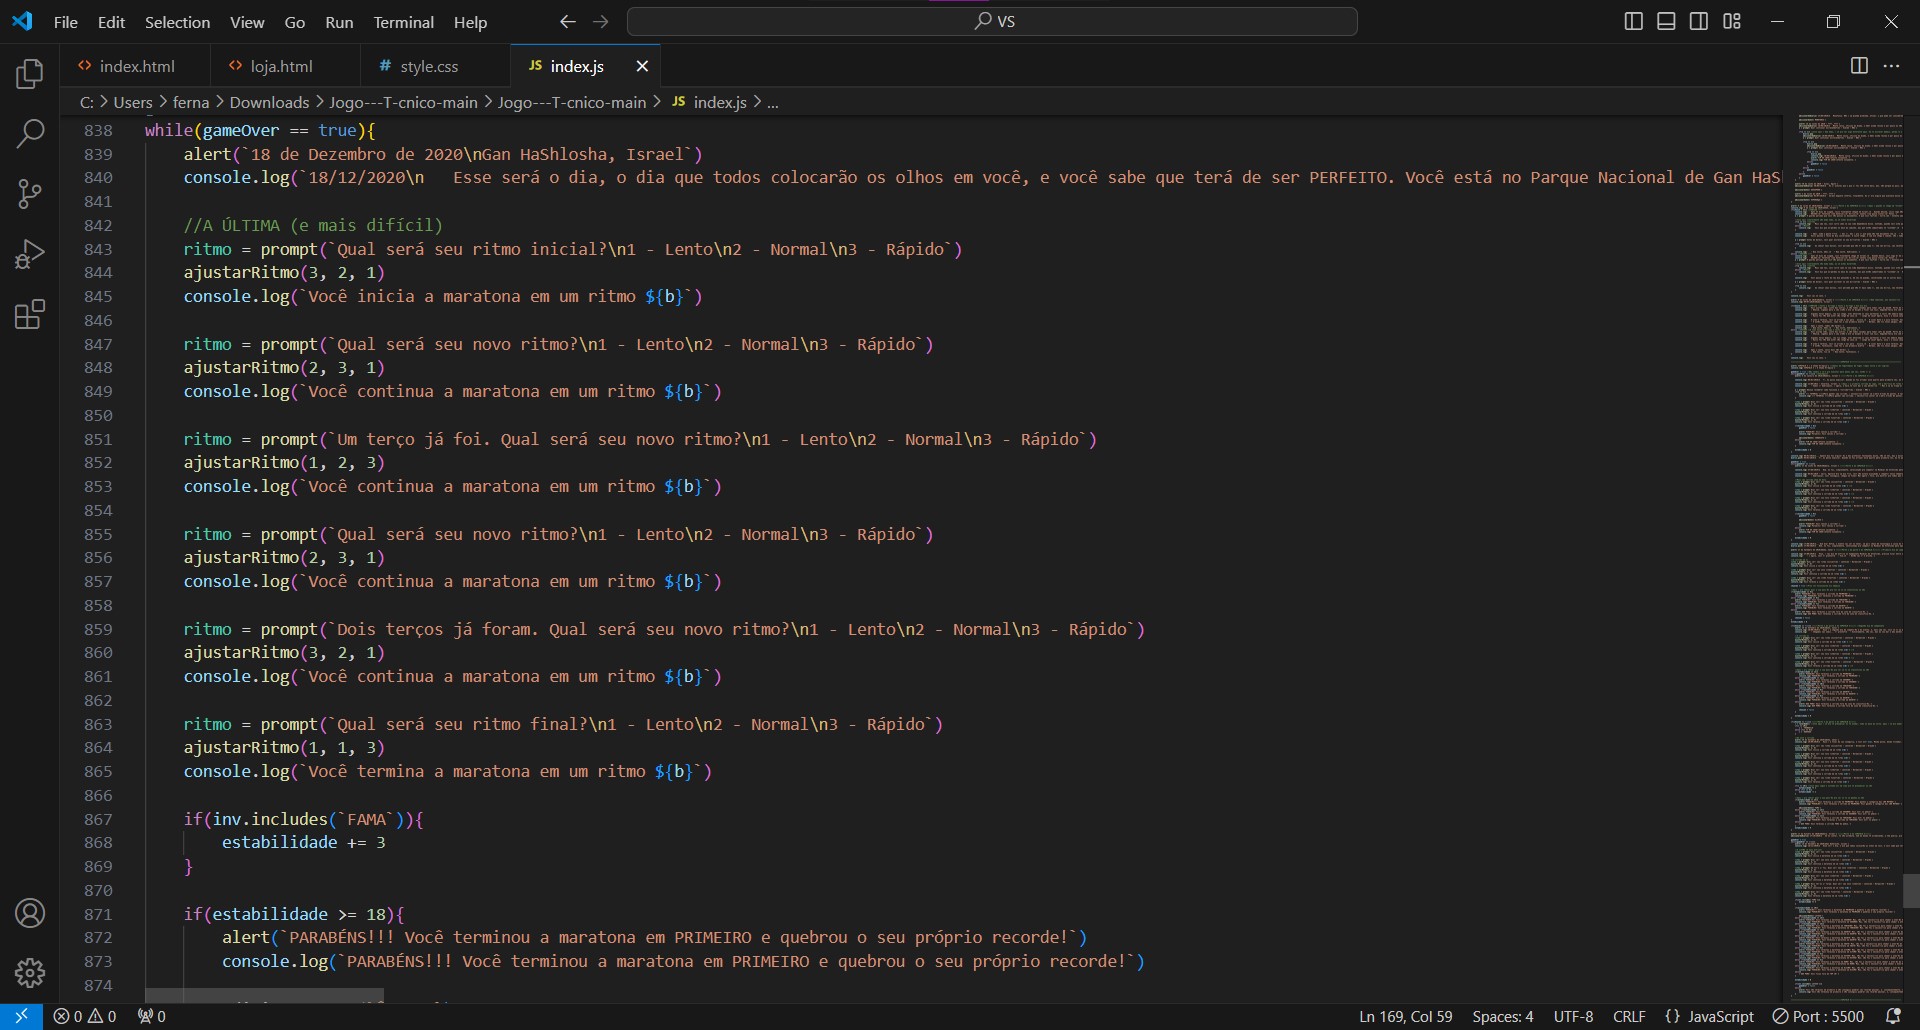 File Edit Selection View Go Run Terminal Help VS
index.html loja.html # style.css JS index.js
C: > Users > ferna > Downloads > Jogo---T-cnico-main > Jogo---T-cnico-main > JS index.js > ...
838 while(gameOver == true){
839 alert(`18 de Dezembro de 2020\nGan HaShlosha, Israel`)
840 console.log(`18/12/2020\n   Esse será o dia, o dia que todos colocarão os olhos em você, e você sabe que terá de ser PERFEITO. Você está no Parque Nacional de Gan HaS
841
842 //A ÚLTIMA (e mais difícil)
843 ritmo = prompt(`Qual será seu ritmo inicial?\n1 - Lento\n2 - Normal\n3 - Rápido`)
844 ajustarRitmo(3, 2, 1)
845 console.log(`Você inicia a maratona em um ritmo ${b}`)
846
847 ritmo = prompt(`Qual será seu novo ritmo?\n1 - Lento\n2 - Normal\n3 - Rápido`)
848 ajustarRitmo(2, 3, 1)
849 console.log(`Você continua a maratona em um ritmo ${b}`)
850
851 ritmo = prompt(`Um terço já foi. Qual será seu novo ritmo?\n1 - Lento\n2 - Normal\n3 - Rápido`)
852 ajustarRitmo(1, 2, 3)
853 console.log(`Você continua a maratona em um ritmo ${b}`)
854
855 ritmo = prompt(`Qual será seu novo ritmo?\n1 - Lento\n2 - Normal\n3 - Rápido`)
856 ajustarRitmo(2, 3, 1)
857 console.log(`Você continua a maratona em um ritmo ${b}`)
858
859 ritmo = prompt(`Dois terços já foram. Qual será seu novo ritmo?\n1 - Lento\n2 - Normal\n3 - Rápido`)
860 ajustarRitmo(3, 2, 1)
861 console.log(`Você continua a maratona em um ritmo ${b}`)
862
863 ritmo = prompt(`Qual será seu ritmo final?\n1 - Lento\n2 - Normal\n3 - Rápido`)
864 ajustarRitmo(1, 1, 3)
865 console.log(`Você termina a maratona em um ritmo ${b}`)
866
867 if(inv.includes(`FAMA`)){
868 estabilidade += 3
869 }
870
871 if(estabilidade >= 18){
872 alert(`PARABÉNS!!! Você terminou a maratona em PRIMEIRO e quebrou o seu próprio recorde!`)
873 console.log(`PARABÉNS!!! Você terminou a maratona em PRIMEIRO e quebrou o seu próprio recorde!`)
874
0 0 0 Ln 169, Col 59 Spaces: 4 UTF-8 CRLF {} JavaScript Port : 5500